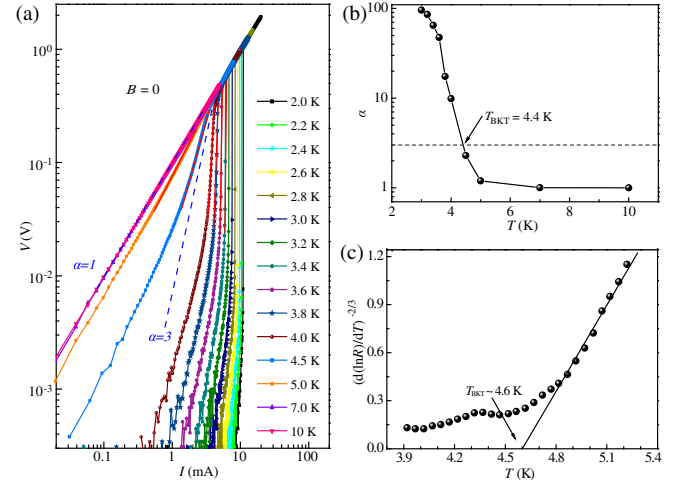 (a)
B = 0
α=1
α=3
2.0 K
2.2 K
2.4 K
2.6 K
2.8 K
3.0 K
3.2 K
3.4 K
3.6 K
3.8 K
4.0 K
4.5 K
5.0 K
7.0 K
10 K
10⁰
10⁻¹
10⁻²
10⁻³
V (V)
0.1
1
10
100
I (mA)
(b)
100
10
1
α
T_BKT = 4.4 K
2
4
6
8
10
T (K)
(c)
1.2
0.9
0.6
0.3
0.0
(d(lnR)/dT)^-2/3
T_BKT ~ 4.6 K
3.9
4.2
4.5
4.8
5.1
5.4
T (K)